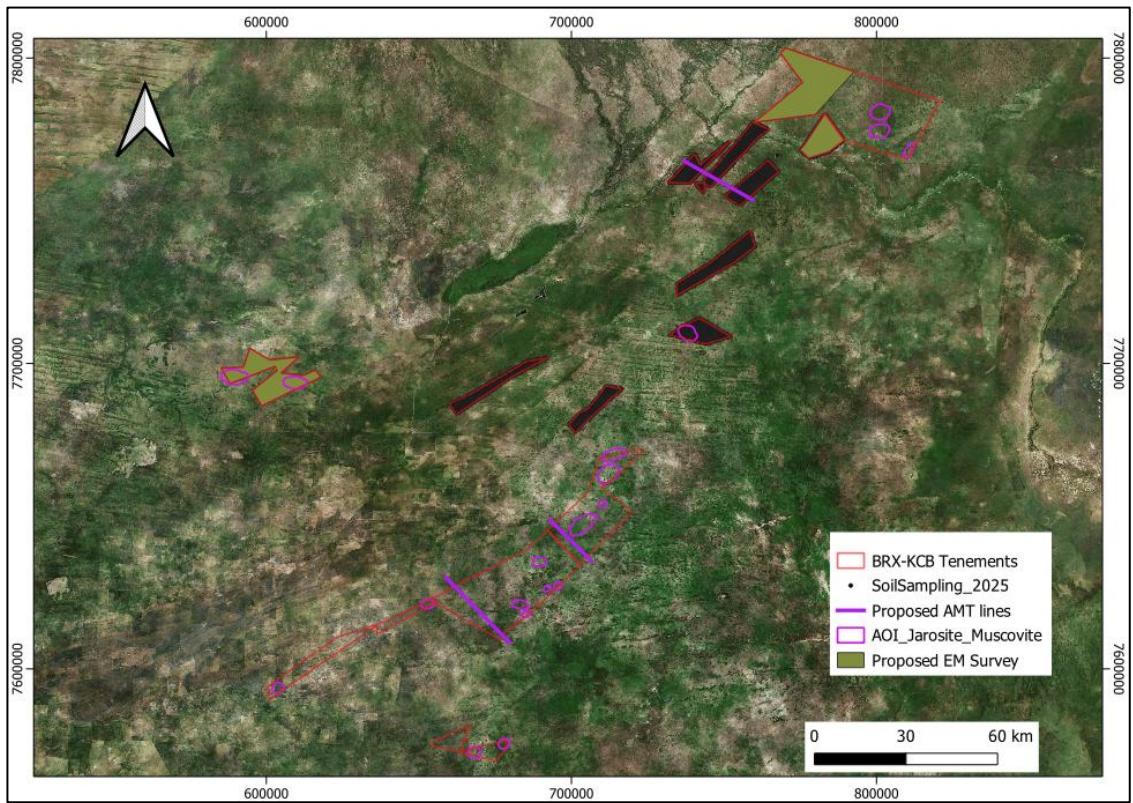 600000
700000
800000
7800000
7800000
7700000
7700000
7600000
7600000
BRX-KCB Tenements
SoilSampling_2025
Proposed AMT lines
AOI_Jarosite_Muscovite
Proposed EM Survey
0 30 60 km
600000
700000
800000